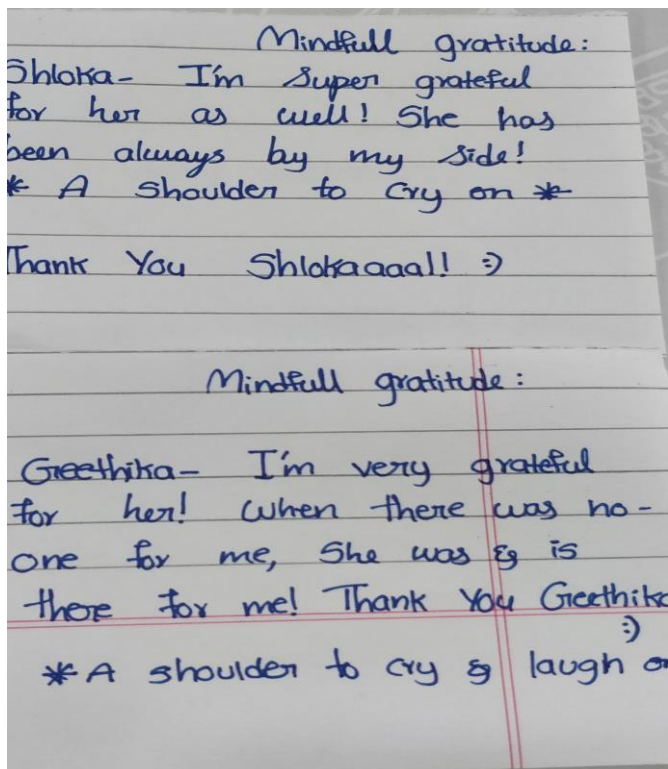 Mindfull gratitude:
Shloka- I'm super grateful
for her as well! She has
been always by my side!
* A shoulder to cry on *
Thank You Shlokaaaa!! :)
Mindfull gratitude:
Greethika- I'm very grateful
for her! When there was no-
one for me, She was & is
there for me! Thank You Greethika
:)
*A shoulder to cry & laugh on